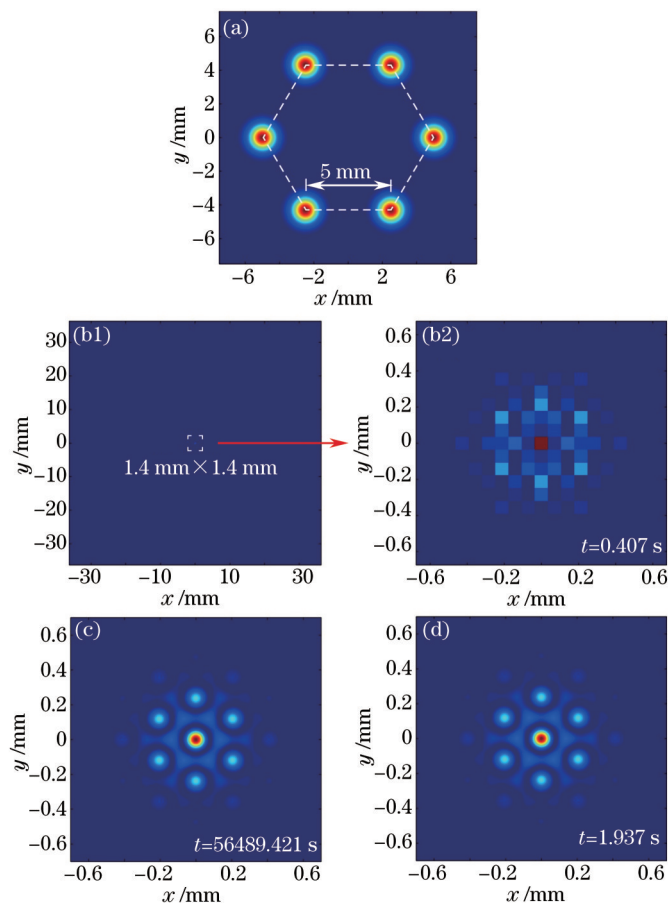 (a)
4
2
0
-2
-4
-6
y /mm
5 mm
-6
-2
2
6
x /mm
(b1)
30
20
10
0
-10
-20
-30
y /mm
1.4 mm×1.4 mm
-30
-10
10
30
x /mm
(b2)
0.6
0.4
0.2
0
-0.2
-0.4
-0.6
y /mm
t=0.407 s
-0.6
-0.2
0.2
0.6
x /mm
(c)
0.6
0.4
0.2
0
-0.2
-0.4
-0.6
y /mm
t=56489.421 s
-0.6
-0.2
0.2
0.6
x /mm
(d)
0.6
0.4
0.2
0
-0.2
-0.4
-0.6
y /mm
t=1.937 s
-0.6
-0.2
0.2
0.6
x /mm